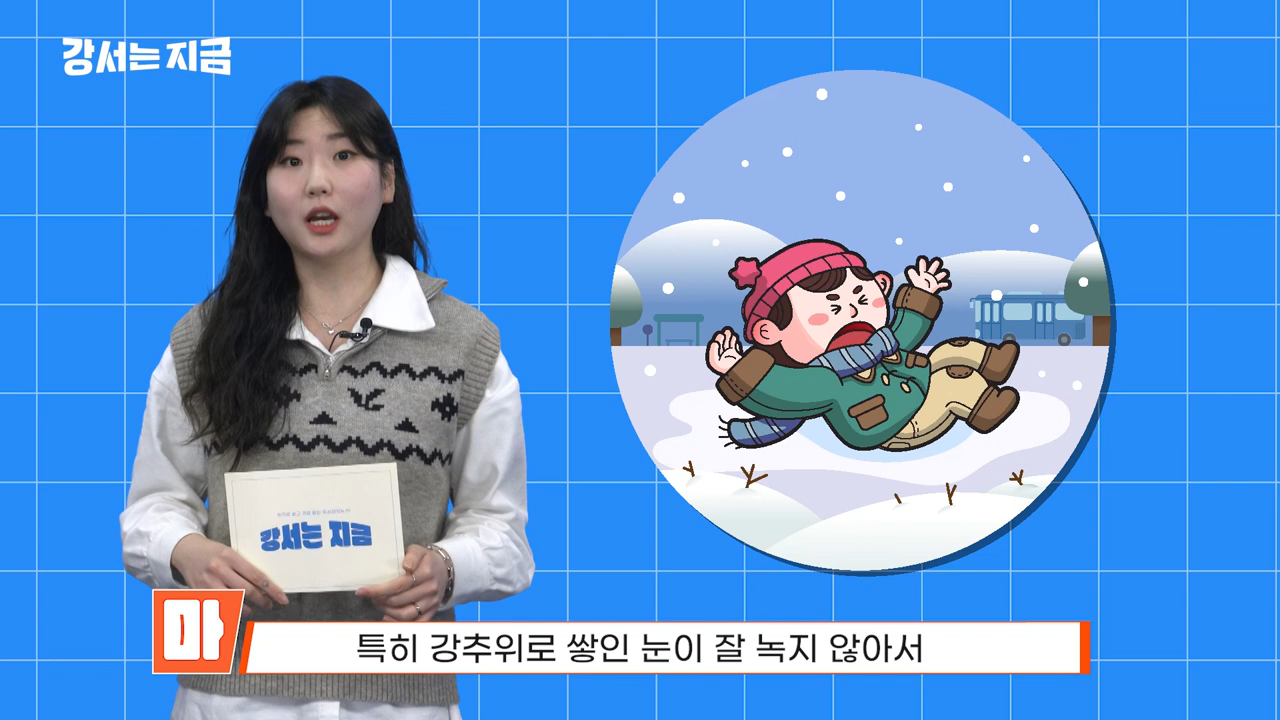 강서는 지금
강서는 지금
마
특히 강추위로 쌓인 눈이 잘 녹지 않아서